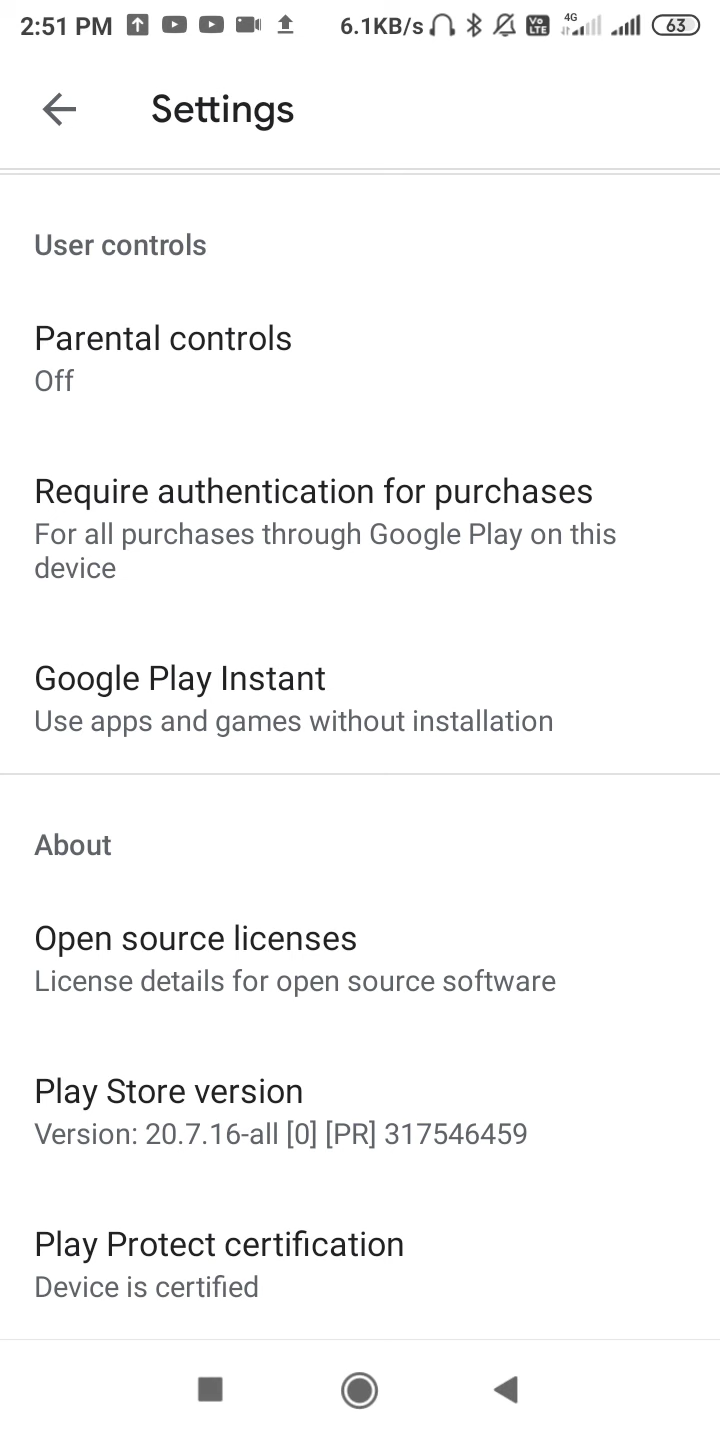 2:51 PM 6.1KB/s Vo LTE 4G 63
Settings
User controls
Parental controls
Off
Require authentication for purchases
For all purchases through Google Play on this
device
Google Play Instant
Use apps and games without installation
About
Open source licenses
License details for open source software
Play Store version
Version: 20.7.16-all [0] [PR] 317546459
Play Protect certification
Device is certified